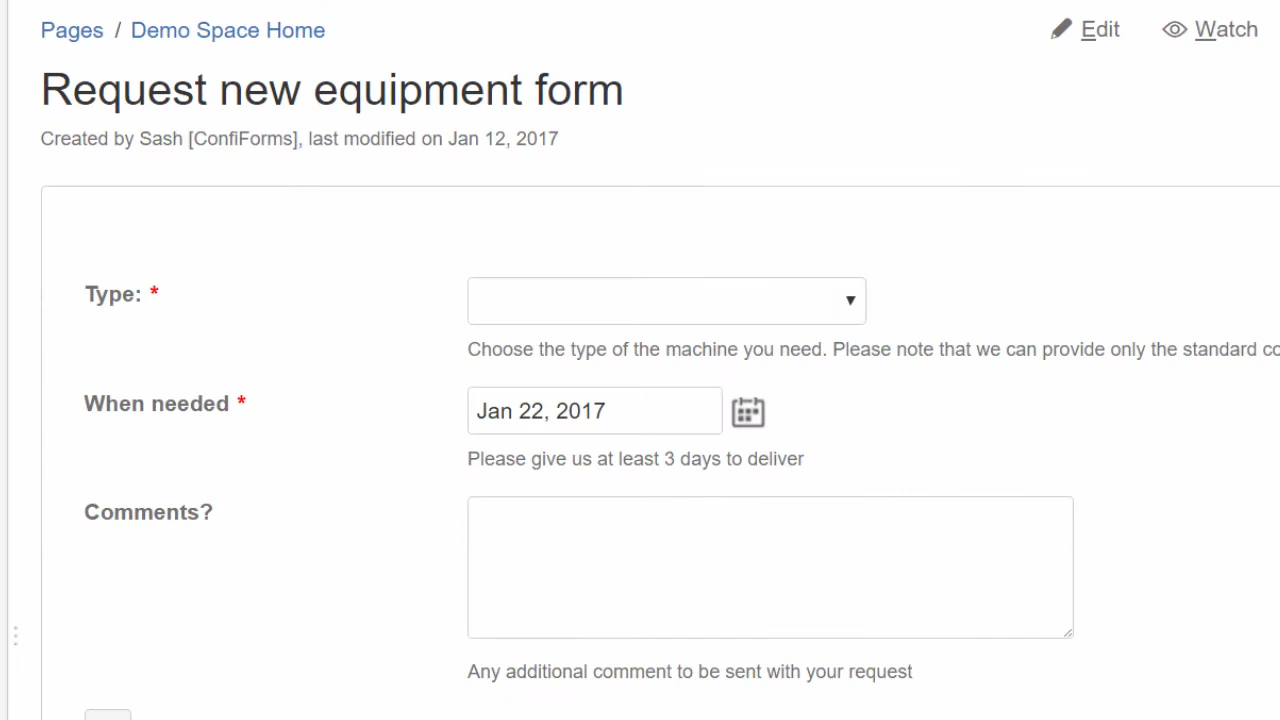 Pages / Demo Space Home
Edit
Watch
Request new equipment form
Created by Sash [ConfiForms], last modified on Jan 12, 2017
Type: *
Choose the type of the machine you need. Please note that we can provide only the standard
When needed *
Jan 22, 2017
Please give us at least 3 days to deliver
Comments?
Any additional comment to be sent with your request